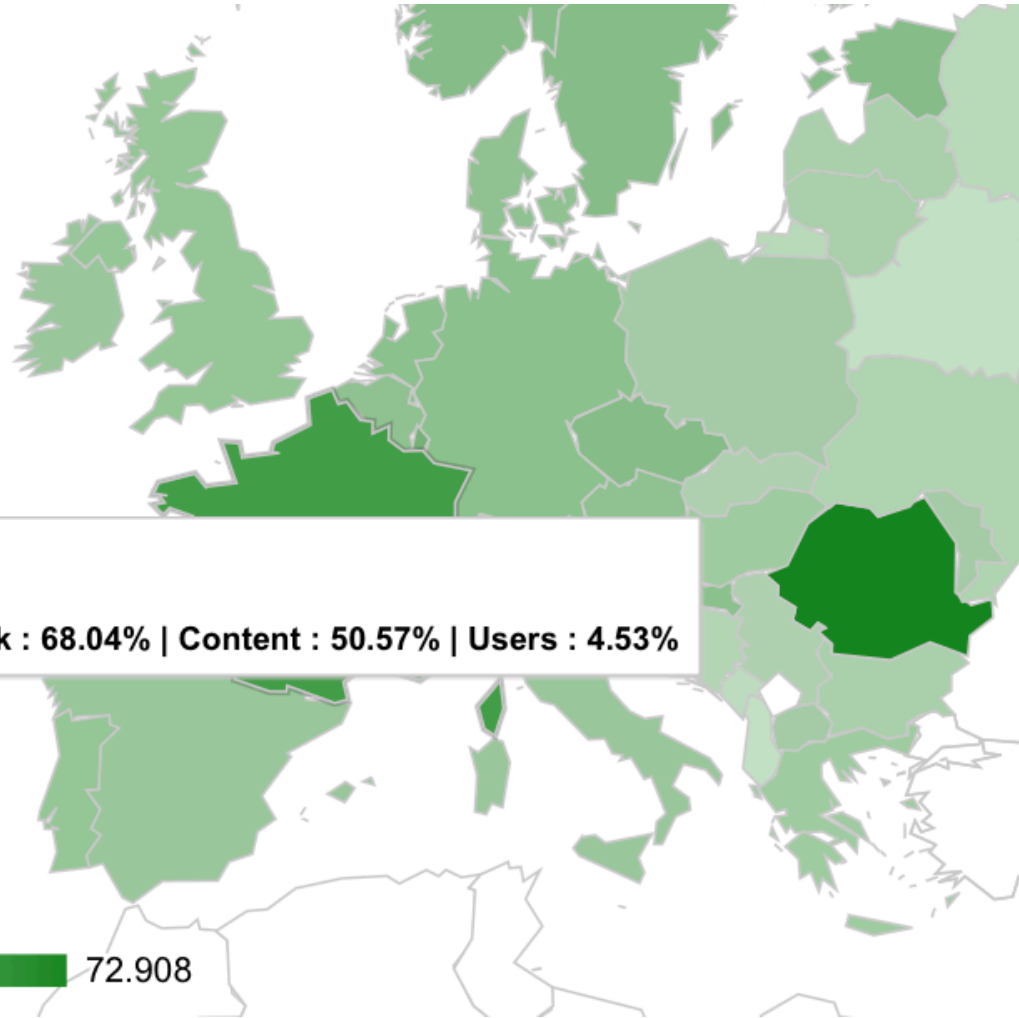 k : 68.04% | Content : 50.57% | Users : 4.53%
72.908